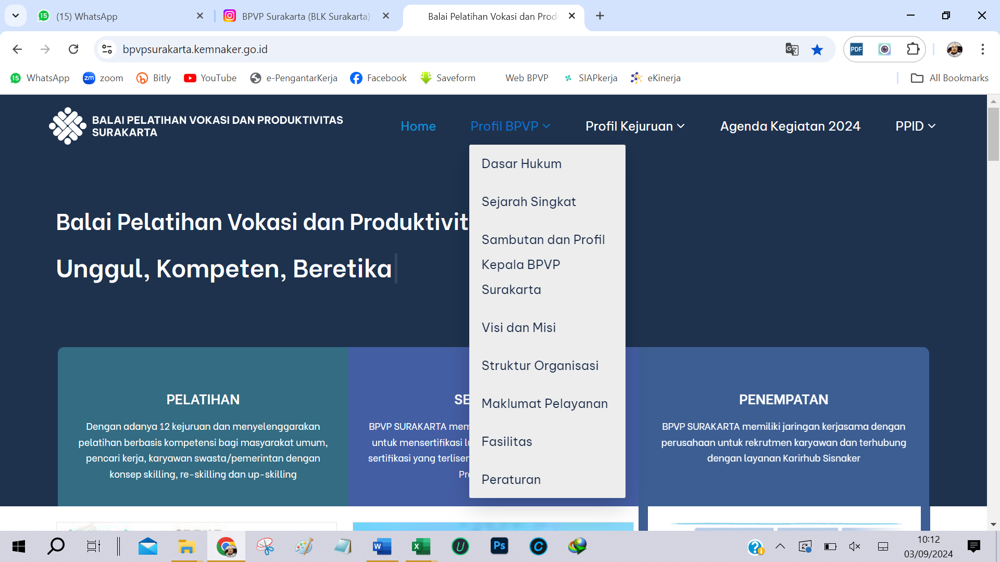 (15) WhatsApp
BPVP Surakarta (BLK Surakarta)
Balai Pelatihan Vokasi dan Prod
bpvpsurakarta.kemnaker.go.id
PDF
15 WhatsApp
zm zoom
Bitly
YouTube
e-PengantarKerja
Facebook
Saveform
Web BPVP
SIAPkerja
eKinerja
All Bookmarks
BALAI PELATIHAN VOKASI DAN PRODUKTIVITAS
SURAKARTA
Home
Profil BPVP
Profil Kejuruan
Agenda Kegiatan 2024
PPID
Dasar Hukum
Sejarah Singkat
Sambutan dan Profil
Kepala BPVP
Surakarta
Visi dan Misi
Struktur Organisasi
Maklumat Pelayanan
Fasilitas
Peraturan
Balai Pelatihan Vokasi dan Produktivit
Unggul, Kompeten, Beretika
PELATIHAN
Dengan adanya 12 kejuruan dan menyelenggarakan
pelatihan berbasis kompetensi bagi masyarakat umum,
pencari kerja, karyawan swasta/pemerintan dengan
konsep skilling, re-skilling dan up-skilling
SE
BPVP SURAKARTA mem
untuk mensertifikasi lu
sertifikasi yang terlisen
Pro
PENEMPATAN
BPVP SURAKARTA memiliki jaringan kerjasama dengan
perusahaan untuk rekrutmen karyawan dan terhubung
dengan layanan Karirhub Sisnaker
10:12
03/09/2024